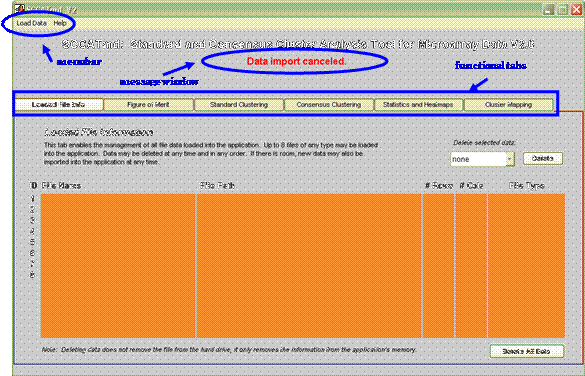 Load Data Help
SCCATmd: Standard and Consensus Cluster Analysis Tool for Microarray Data
menubar
message window
Data import canceled.
functional tabs
Loaded File Info Figure of Merit Standard Clustering Consensus Clustering Statistics and Heatmaps Cluster Mapping
Loaded File Information
This tab enables the management of all file data loaded into the application. Up to 8 files of any type may be loaded
into the application. Data may be deleted at any time and in any order. If there is room, new data may also be
imported into the application at any time.
Delete selected data:
none Delete
ID File Name File Path # Rows # Cols File Type
1
2
3
4
5
6
7
8
Note: Deleting data does not remove the file from the hard drive, it only removes the information from the application's memory.
Delete All Data